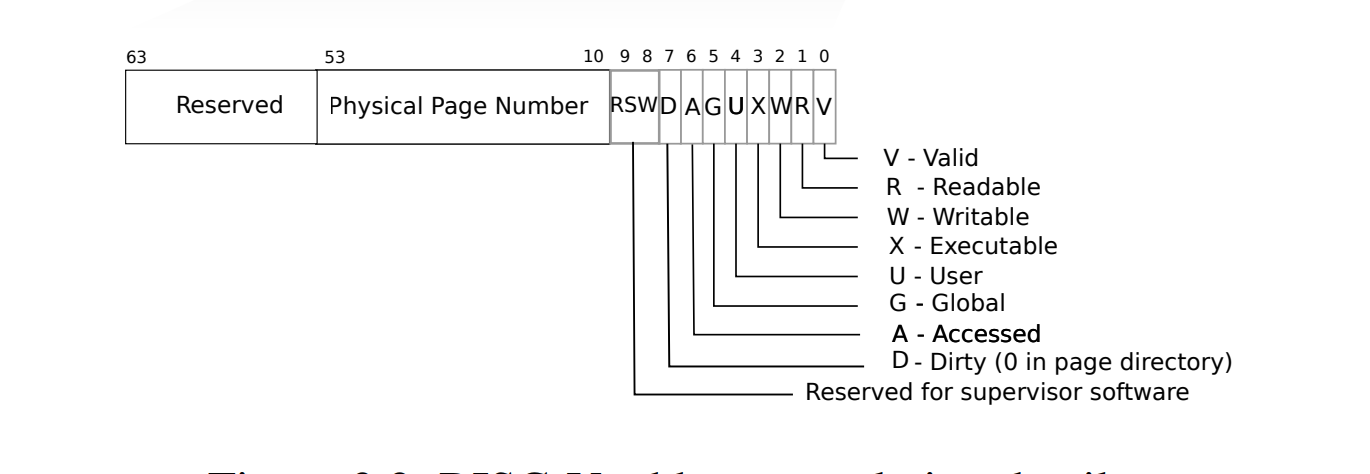 63 53 10 9 8 7 6 5 4 3 2 1 0
Reserved Physical Page Number RSW D A G U X W R V
V - Valid
R - Readable
W - Writable
X - Executable
U - User
G - Global
A - Accessed
D - Dirty (0 in page directory)
Reserved for supervisor software